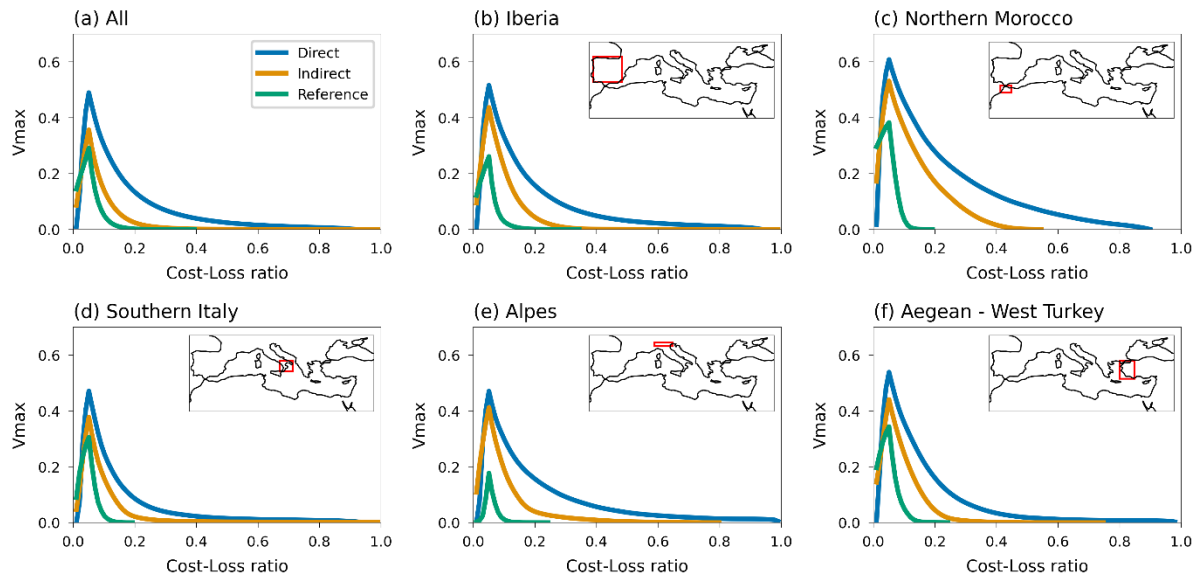 (a) All
(b) Iberia
(c) Northern Morocco
Vmax
0.6
0.4
0.2
0.0
Direct
Indirect
Reference
0.0 0.2 0.4 0.6 0.8 1.0
Cost-Loss ratio
Vmax
0.6
0.4
0.2
0.0
0.0 0.2 0.4 0.6 0.8 1.0
Cost-Loss ratio
Vmax
0.6
0.4
0.2
0.0
0.0 0.2 0.4 0.6 0.8 1.0
Cost-Loss ratio
(d) Southern Italy
(e) Alpes
(f) Aegean - West Turkey
Vmax
0.6
0.4
0.2
0.0
0.0 0.2 0.4 0.6 0.8 1.0
Cost-Loss ratio
Vmax
0.6
0.4
0.2
0.0
0.0 0.2 0.4 0.6 0.8 1.0
Cost-Loss ratio
Vmax
0.6
0.4
0.2
0.0
0.0 0.2 0.4 0.6 0.8 1.0
Cost-Loss ratio